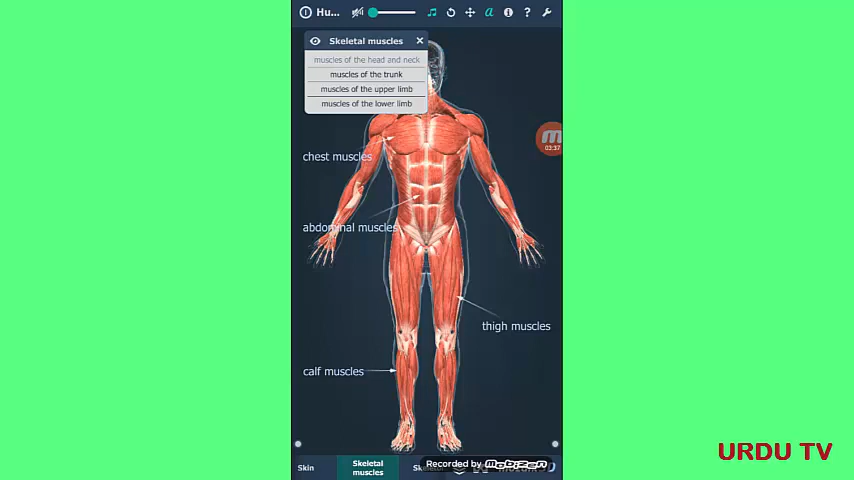 Hu...
a
Skeletal muscles
muscles of the head and neck
muscles of the trunk
muscles of the upper limb
muscles of the lower limb
02:37
chest muscles
abdominal muscles
thigh muscles
calf muscles
URDU TV
Skin
Skeletal
muscles
Recorded by MOBIZEN